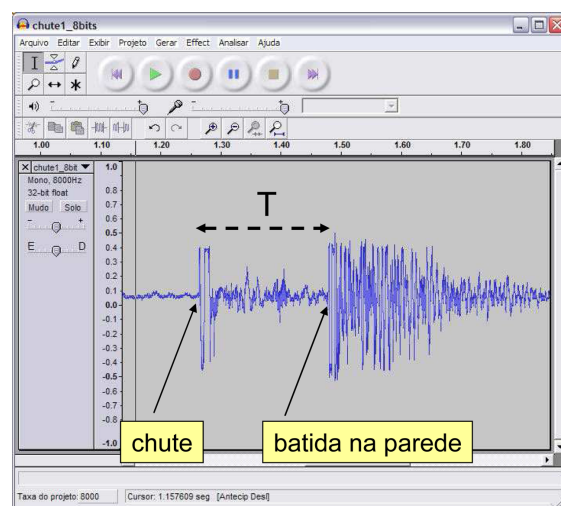 chute1_8bits
Arquivo Editar Exibir Projeto Gerar Effect Analisar Ajuda
1.00 1.10 1.20 1.30 1.40 1.50 1.60 1.70 1.80
chute1_8bit
Mono, 8000Hz
32-bit float
Mudo Solo
- +
E D
1.0
0.8
0.7
0.6
0.5
0.4
0.3
0.2
0.1
0.0
-0.1
-0.2
-0.3
-0.4
-0.5
-0.6
-0.7
-0.8
-1.0
T
chute
batida na parede
Taxa do projeto: 8000 Cursor: 1.157609 seg [Antecip Desl]